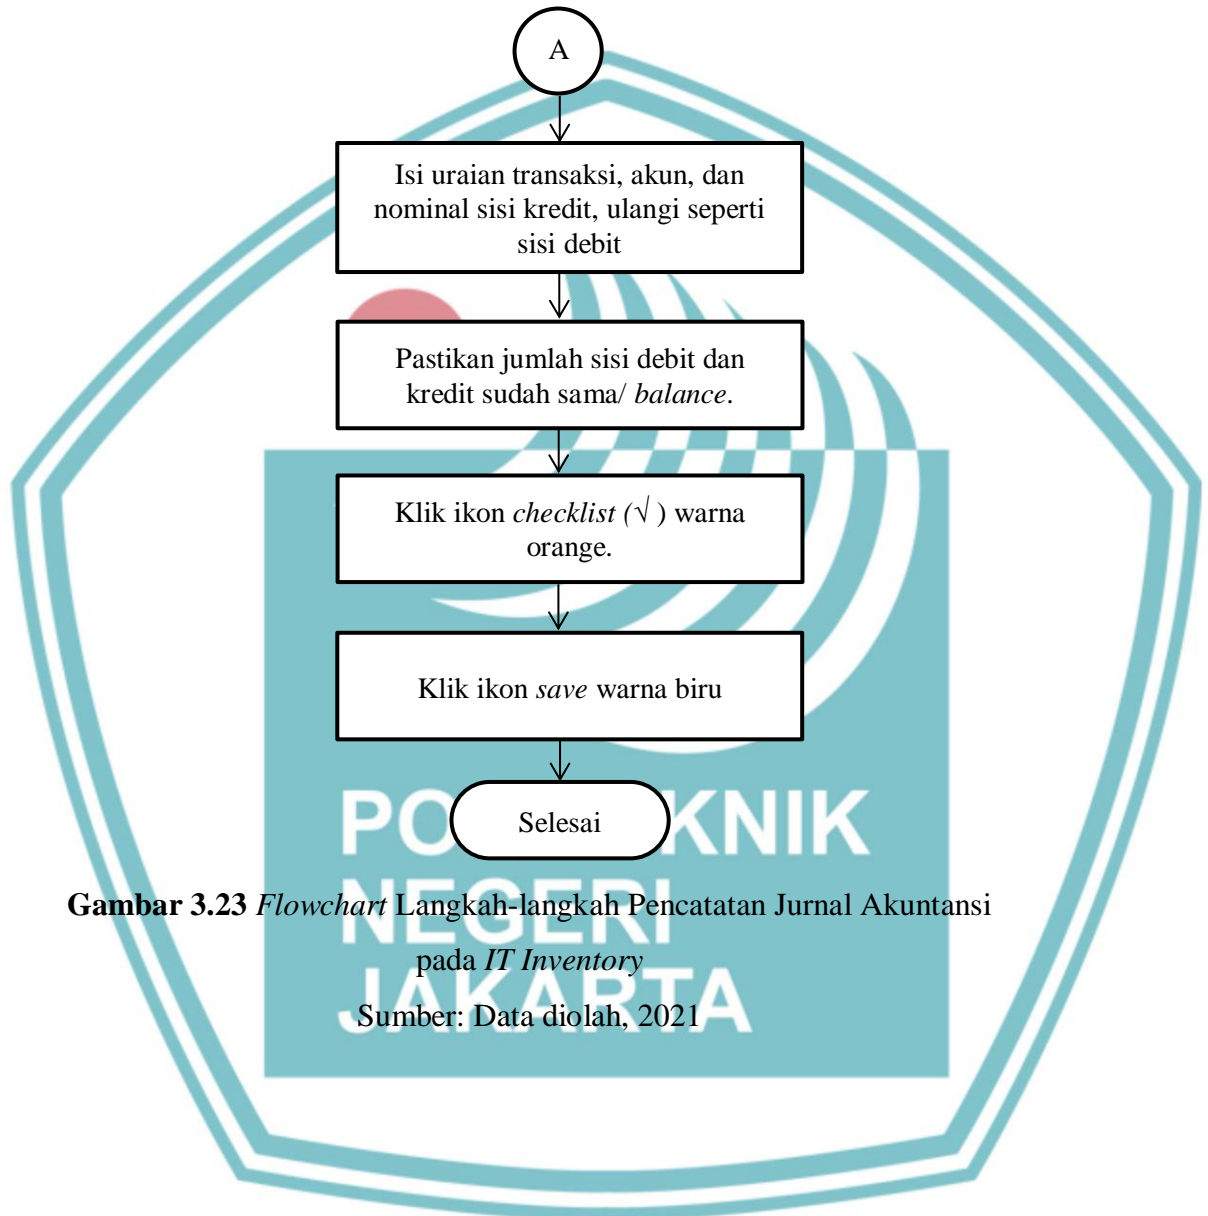 A
Isi uraian transaksi, akun, dan
nominal sisi kredit, ulangi seperti
sisi debit
Pastikan jumlah sisi debit dan
kredit sudah sama/ balance.
Klik ikon checklist (√ ) warna
orange.
Klik ikon save warna biru
Selesai
Gambar 3.23 Flowchart Langkah-langkah Pencatatan Jurnal Akuntansi
pada IT Inventory
Sumber: Data diolah, 2021
NEGERI
JAKARTA